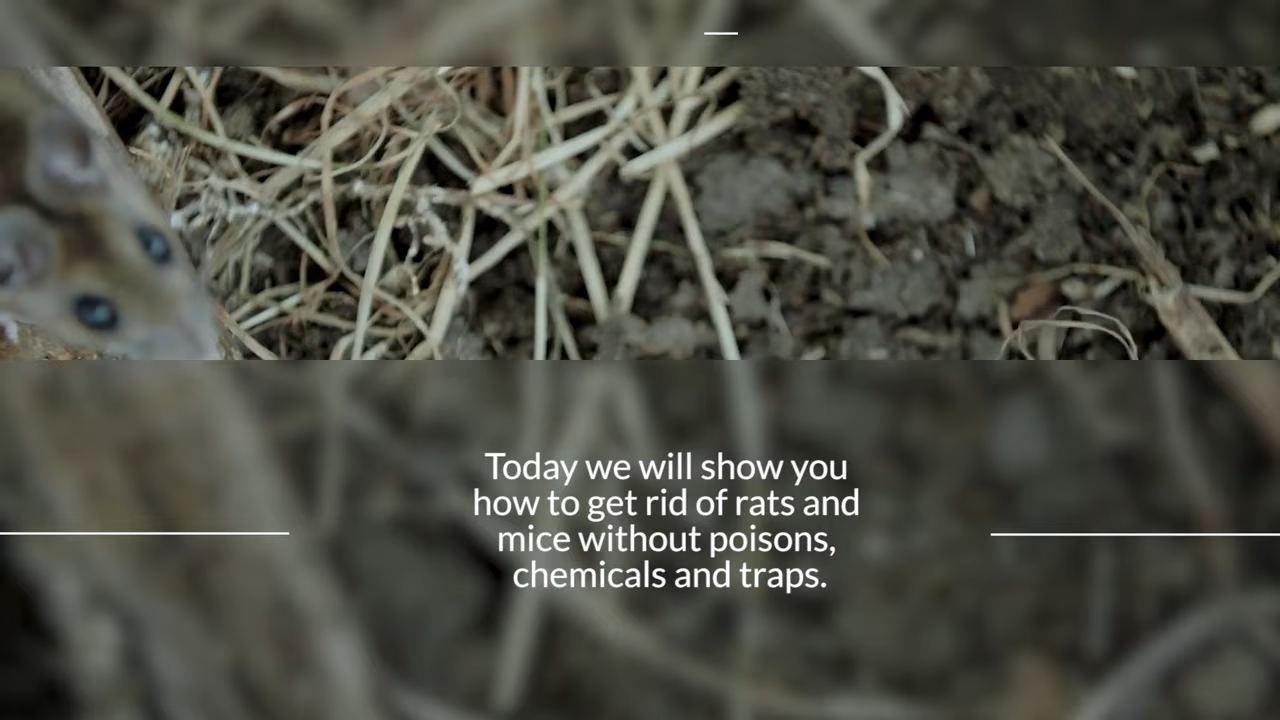 Today we will show you
how to get rid of rats and
mice without poisons,
chemicals and traps.